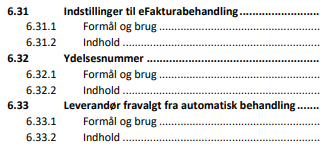 6.31 Indstillinger til eFakturabehandling................
6.31.1 Formål og brug................................................
6.31.2 Indhold............................................................
6.32 Ydelsesnummer................................................
6.32.1 Formål og brug................................................
6.32.2 Indhold............................................................
6.33 Leverandør fravalgt fra automatisk behandling......
6.33.1 Formål og brug................................................
6.33.2 Indhold............................................................